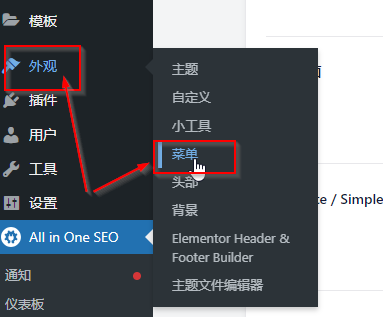 模板
外观
插件
用户
工具
设置
All in One SEO
通知
仪表板
主题
自定义
小工具
菜单
头部
背景
Elementor Header &
Footer Builder
主题文件编辑器
面
te / Simple